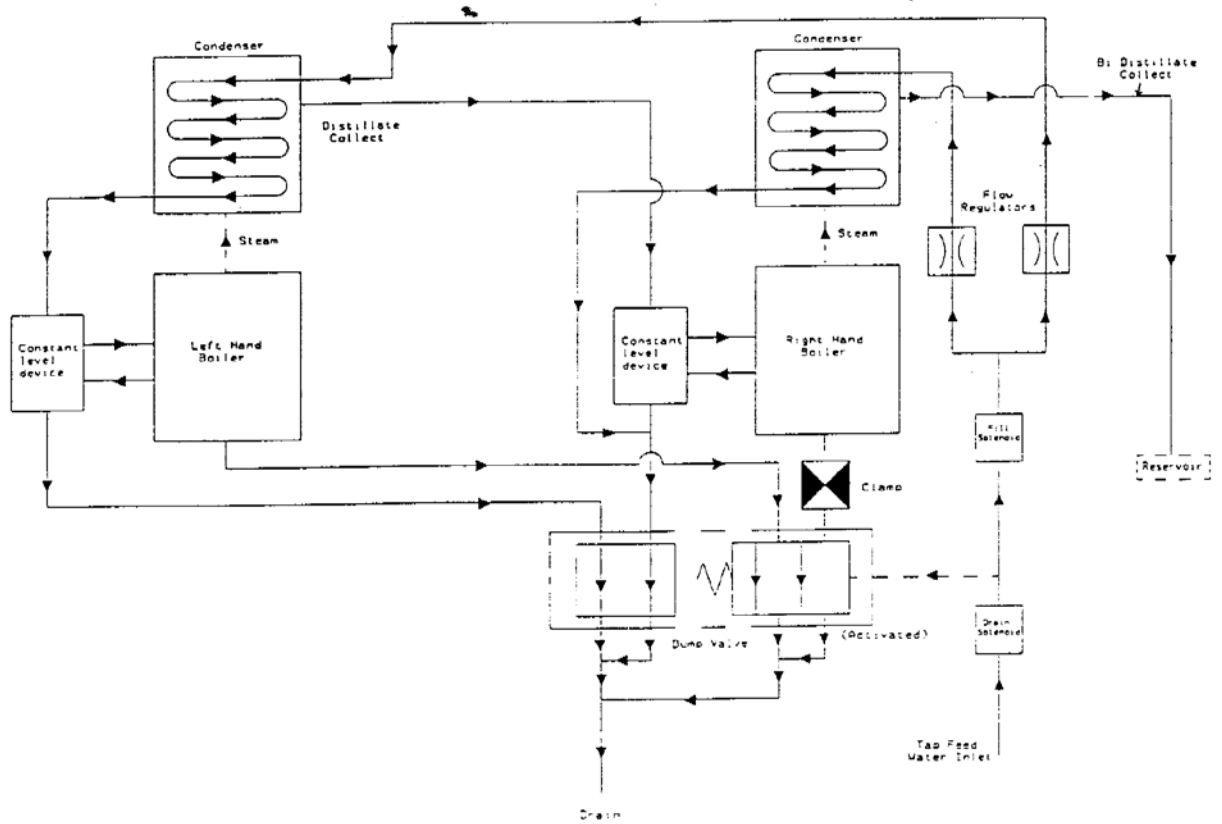 Condenser
Condenser
Bi Distillate
Collect
Distillate
Collect
Flow
Regulators
Steam
Steam
Constant
level
device
Left Hand
Boiler
Constant
level
device
Right Hand
Boiler
Fill
Solenoid
Reservoir
Clamp
Dump Valve
(Activated)
Drain
Solenoid
Tap Feed
Water Inlet
Drain